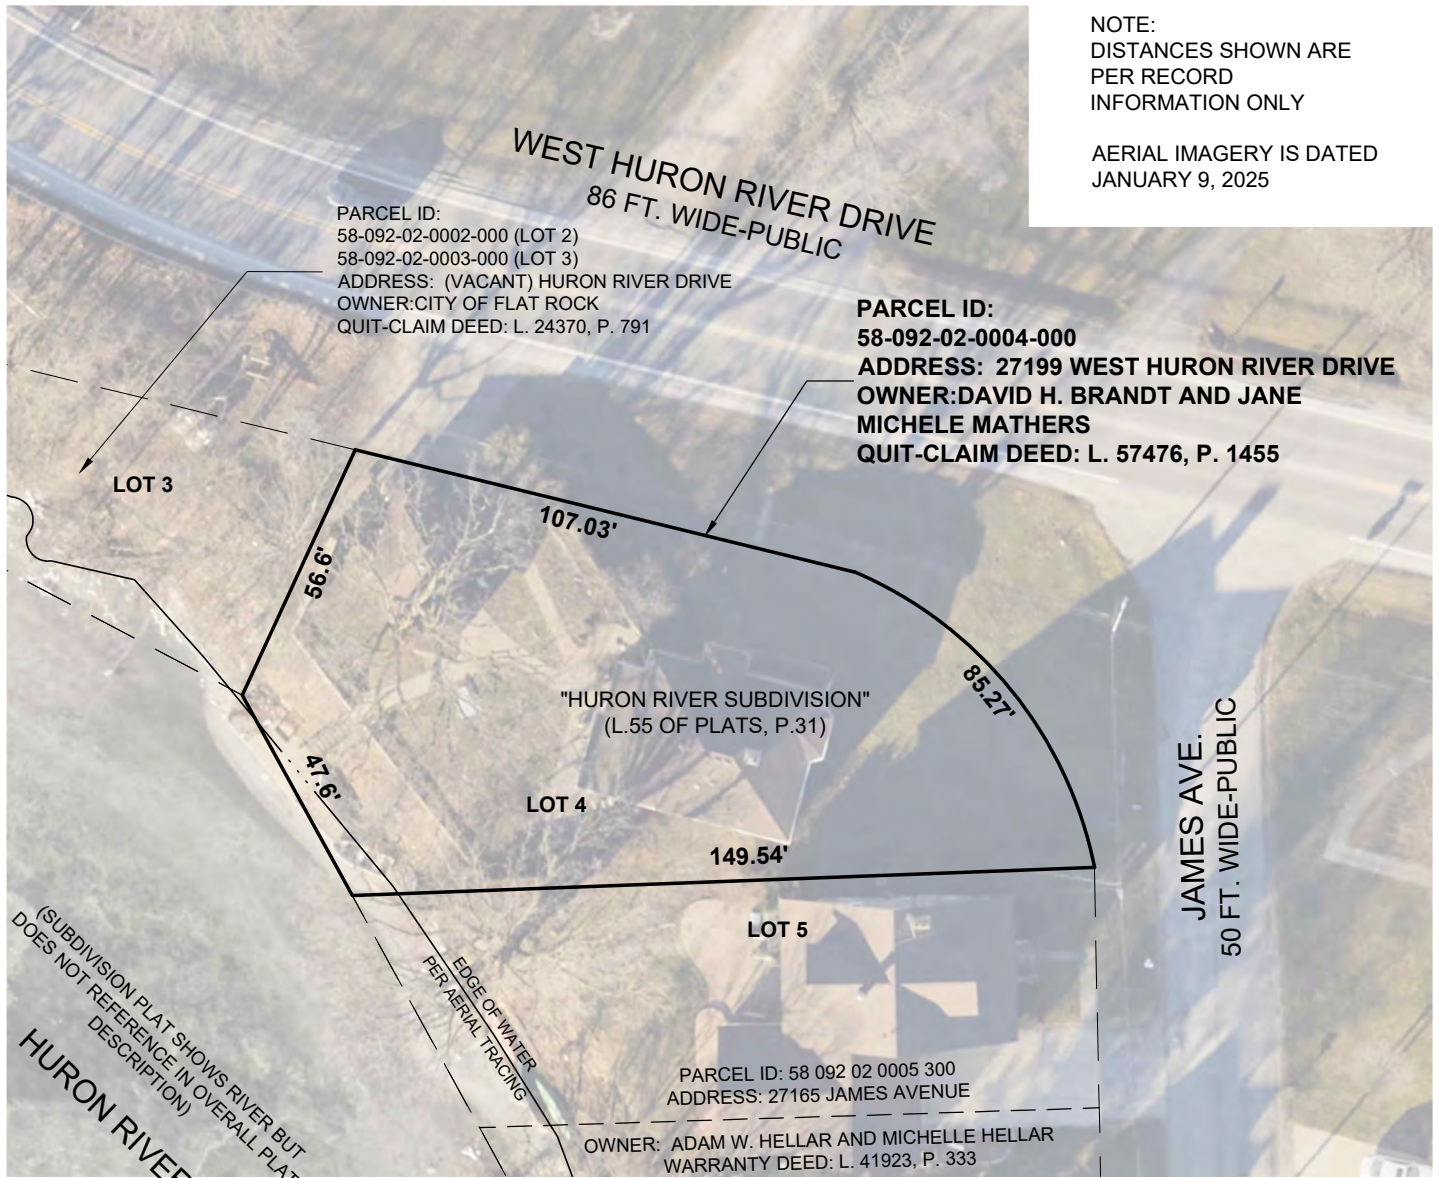 NOTE:
DISTANCES SHOWN ARE
PER RECORD
INFORMATION ONLY
AERIAL IMAGERY IS DATED
JANUARY 9, 2025
WEST HURON RIVER DRIVE
86 FT. WIDE-PUBLIC
PARCEL ID:
58-092-02-0002-000 (LOT 2)
58-092-02-0003-000 (LOT 3)
ADDRESS: (VACANT) HURON RIVER DRIVE
OWNER:CITY OF FLAT ROCK
QUIT-CLAIM DEED: L. 24370, P. 791
PARCEL ID:
58-092-02-0004-000
ADDRESS: 27199 WEST HURON RIVER DRIVE
OWNER:DAVID H. BRANDT AND JANE
MICHELE MATHERS
QUIT-CLAIM DEED: L. 57476, P. 1455
LOT 3
107.03'
56.6'
85.27'
"HURON RIVER SUBDIVISION"
(L.55 OF PLATS, P.31)
47.6'
LOT 4
149.54'
JAMES AVE.
50 FT. WIDE-PUBLIC
LOT 5
EDGE OF WATER
PER AERIAL TRACING
(SUBDIVISION PLAT SHOWS RIVER BUT
DOES NOT REFERENCE IN OVERALL PLAT
DESCRIPTION)
HURON RIVER
PARCEL ID: 58 092 02 0005 300
ADDRESS: 27165 JAMES AVENUE
OWNER: ADAM W. HELLAR AND MICHELLE HELLAR
WARRANTY DEED: L. 41923, P. 333